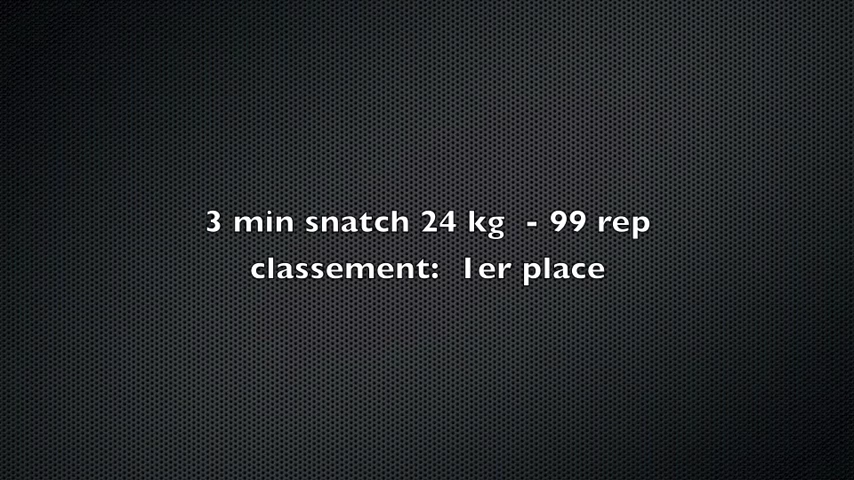 3 min snatch 24 kg  - 99 rep
classement:  1er place